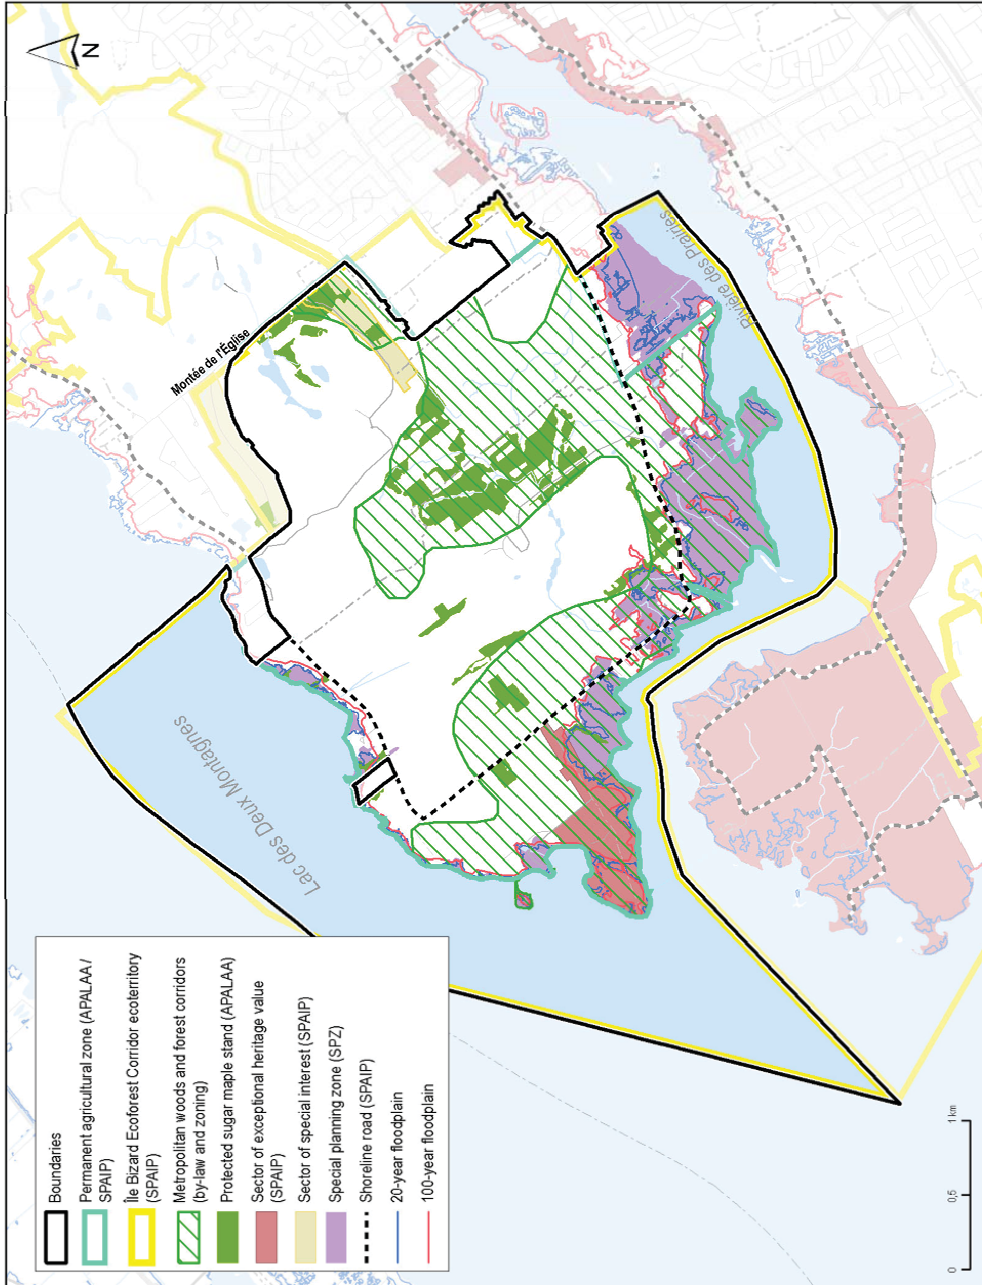 N
Montée de l'Église
Lac des Deux Montagnes
Rivière des Prairies
Boundaries
Permanent agricultural zone (APALAA /
SPAIP)
Île Bizard Ecoforest Corridor ecoterritory
(SPAIP)
Metropolitan woods and forest corridors
(by-law and zoning)
Protected sugar maple stand (APALAA)
Sector of exceptional heritage value
(SPAIP)
Sector of special interest (SPAIP)
Special planning zone (SPZ)
Shoreline road (SPAIP)
20-year floodplain
100-year floodplain
0 0,5 1 km